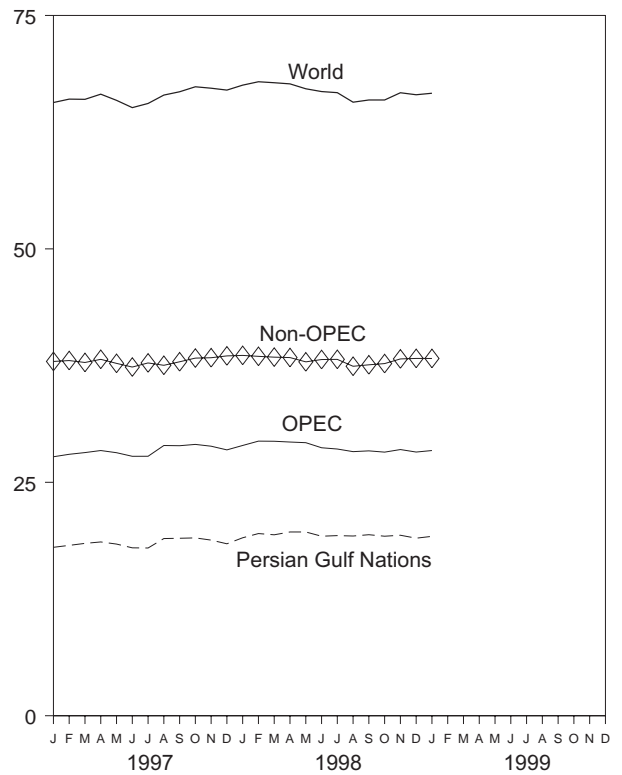 75
World
50
Non-OPEC
OPEC
25
Persian Gulf Nations
0
J F M A M J J A S O N D J F M A M J J A S O N D J F M A M J J A S O N D
1997 1998 1999